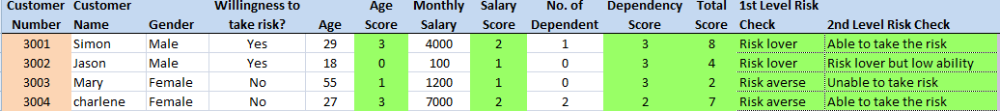 Customer Customer Willingness to Age Monthly Salary No. of Dependency Total 1st Level Risk
Number Name Gender take risk? Age Score Salary Score Dependent Score Score Check 2nd Level Risk Check
3001 Simon Male Yes 29 3 4000 2 1 3 8 Risk lover Able to take the risk
3002 Jason Male Yes 18 0 100 1 0 3 4 Risk lover Risk lover but low ability
3003 Mary Female No 55 1 1200 1 0 3 2 Risk averse Unable to take the risk
3004 charlene Female No 27 3 7000 2 2 2 7 Risk averse Able to take the risk